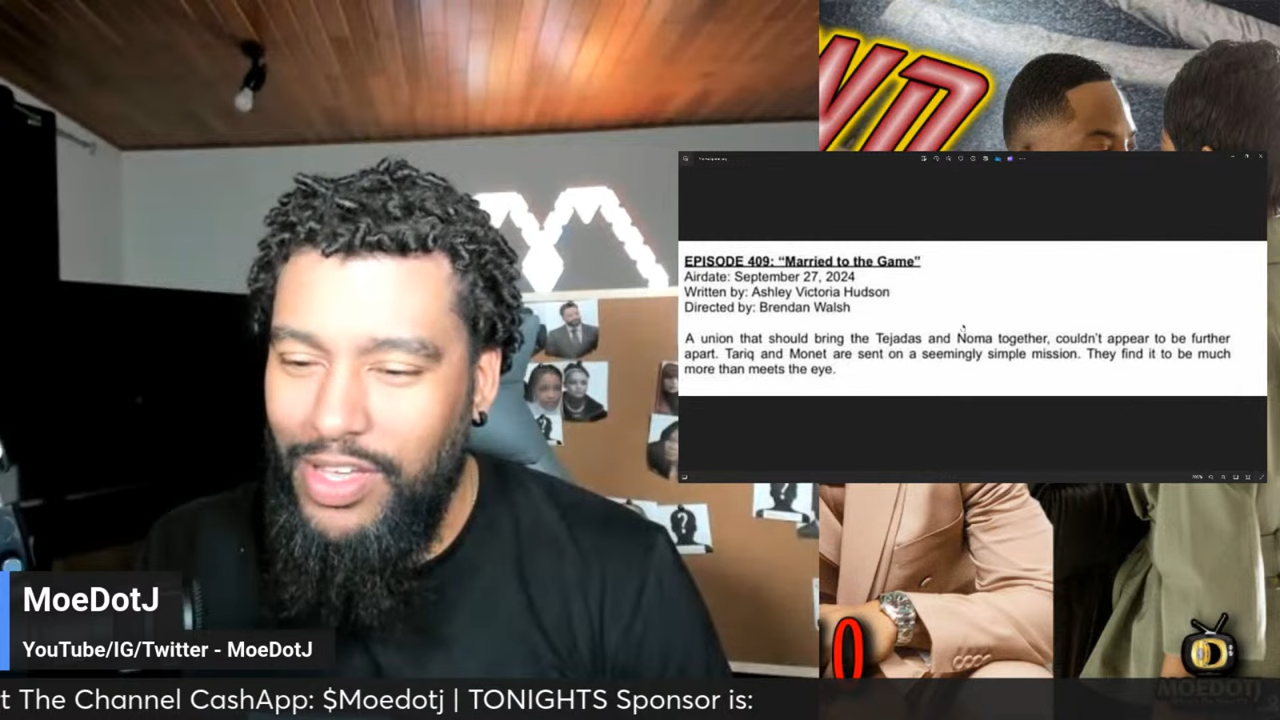 ND
EPISODE 409: “Married to the Game”
Airdate: September 27, 2024
Written by: Ashley Victoria Hudson
Directed by: Brendan Walsh
A union that should bring the Tejadas and Noma together, couldn’t appear to be further
apart. Tariq and Monet are sent on a seemingly simple mission. They find it to be much
more than meets the eye.
?
?
0
MoeDotJ
YouTube/IG/Twitter - MoeDotJ
MOEDOTJ
t The Channel CashApp: $Moedotj | TONIGHTS Sponsor is: